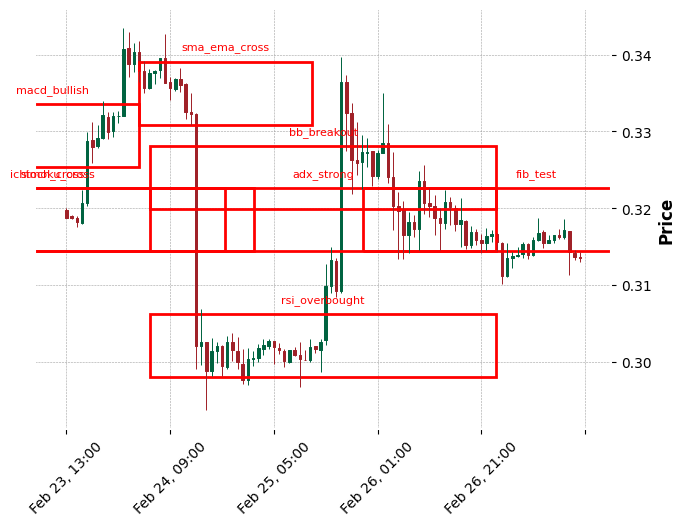 sma_ema_cross
macd_bullish
bb_breakout
adx_strong
fib_test
rsi_overbought
0.34
0.33
0.32
0.31
0.30
Price
Feb 23, 13:00
Feb 24, 09:00
Feb 25, 05:00
Feb 26, 01:00
Feb 26, 21:00